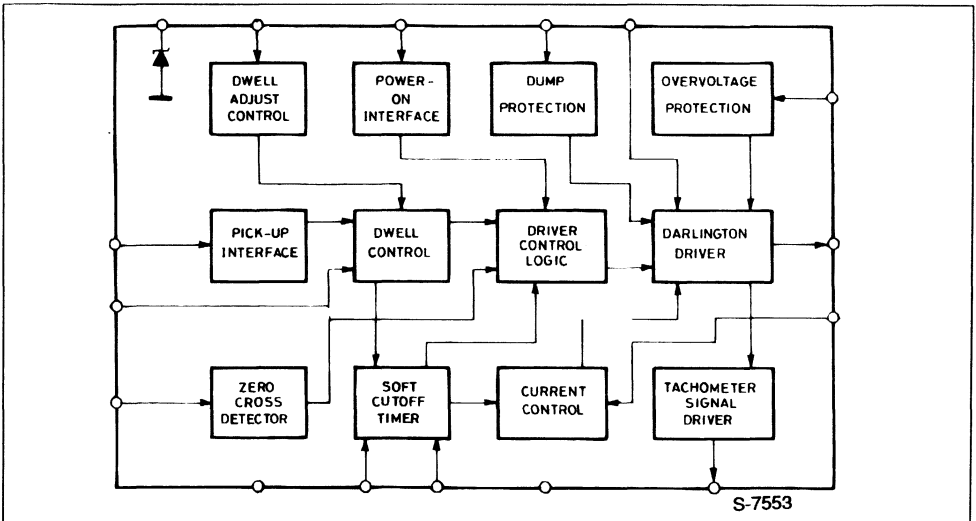 DWELL
ADJUST
CONTROL
POWER-
ON
INTERFACE
DUMP
PROTECTION
OVERVOLTAGE
PROTECTION
PICK-UP
INTERFACE
DWELL
CONTROL
DRIVER
CONTROL
LOGIC
DARLINGTON
DRIVER
ZERO
CROSS
DETECTOR
SOFT
CUTOFF
TIMER
CURRENT
CONTROL
TACHOMETER
SIGNAL
DRIVER
S-7553